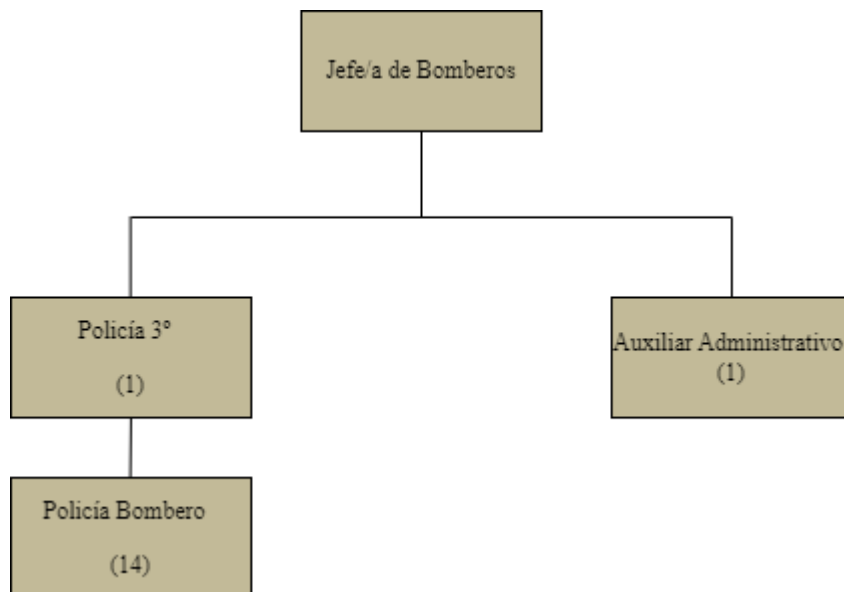 Jefe/a de Bomberos
Policía 3º
(1)
Auxiliar Administrativo
(1)
Policía Bombero
(14)